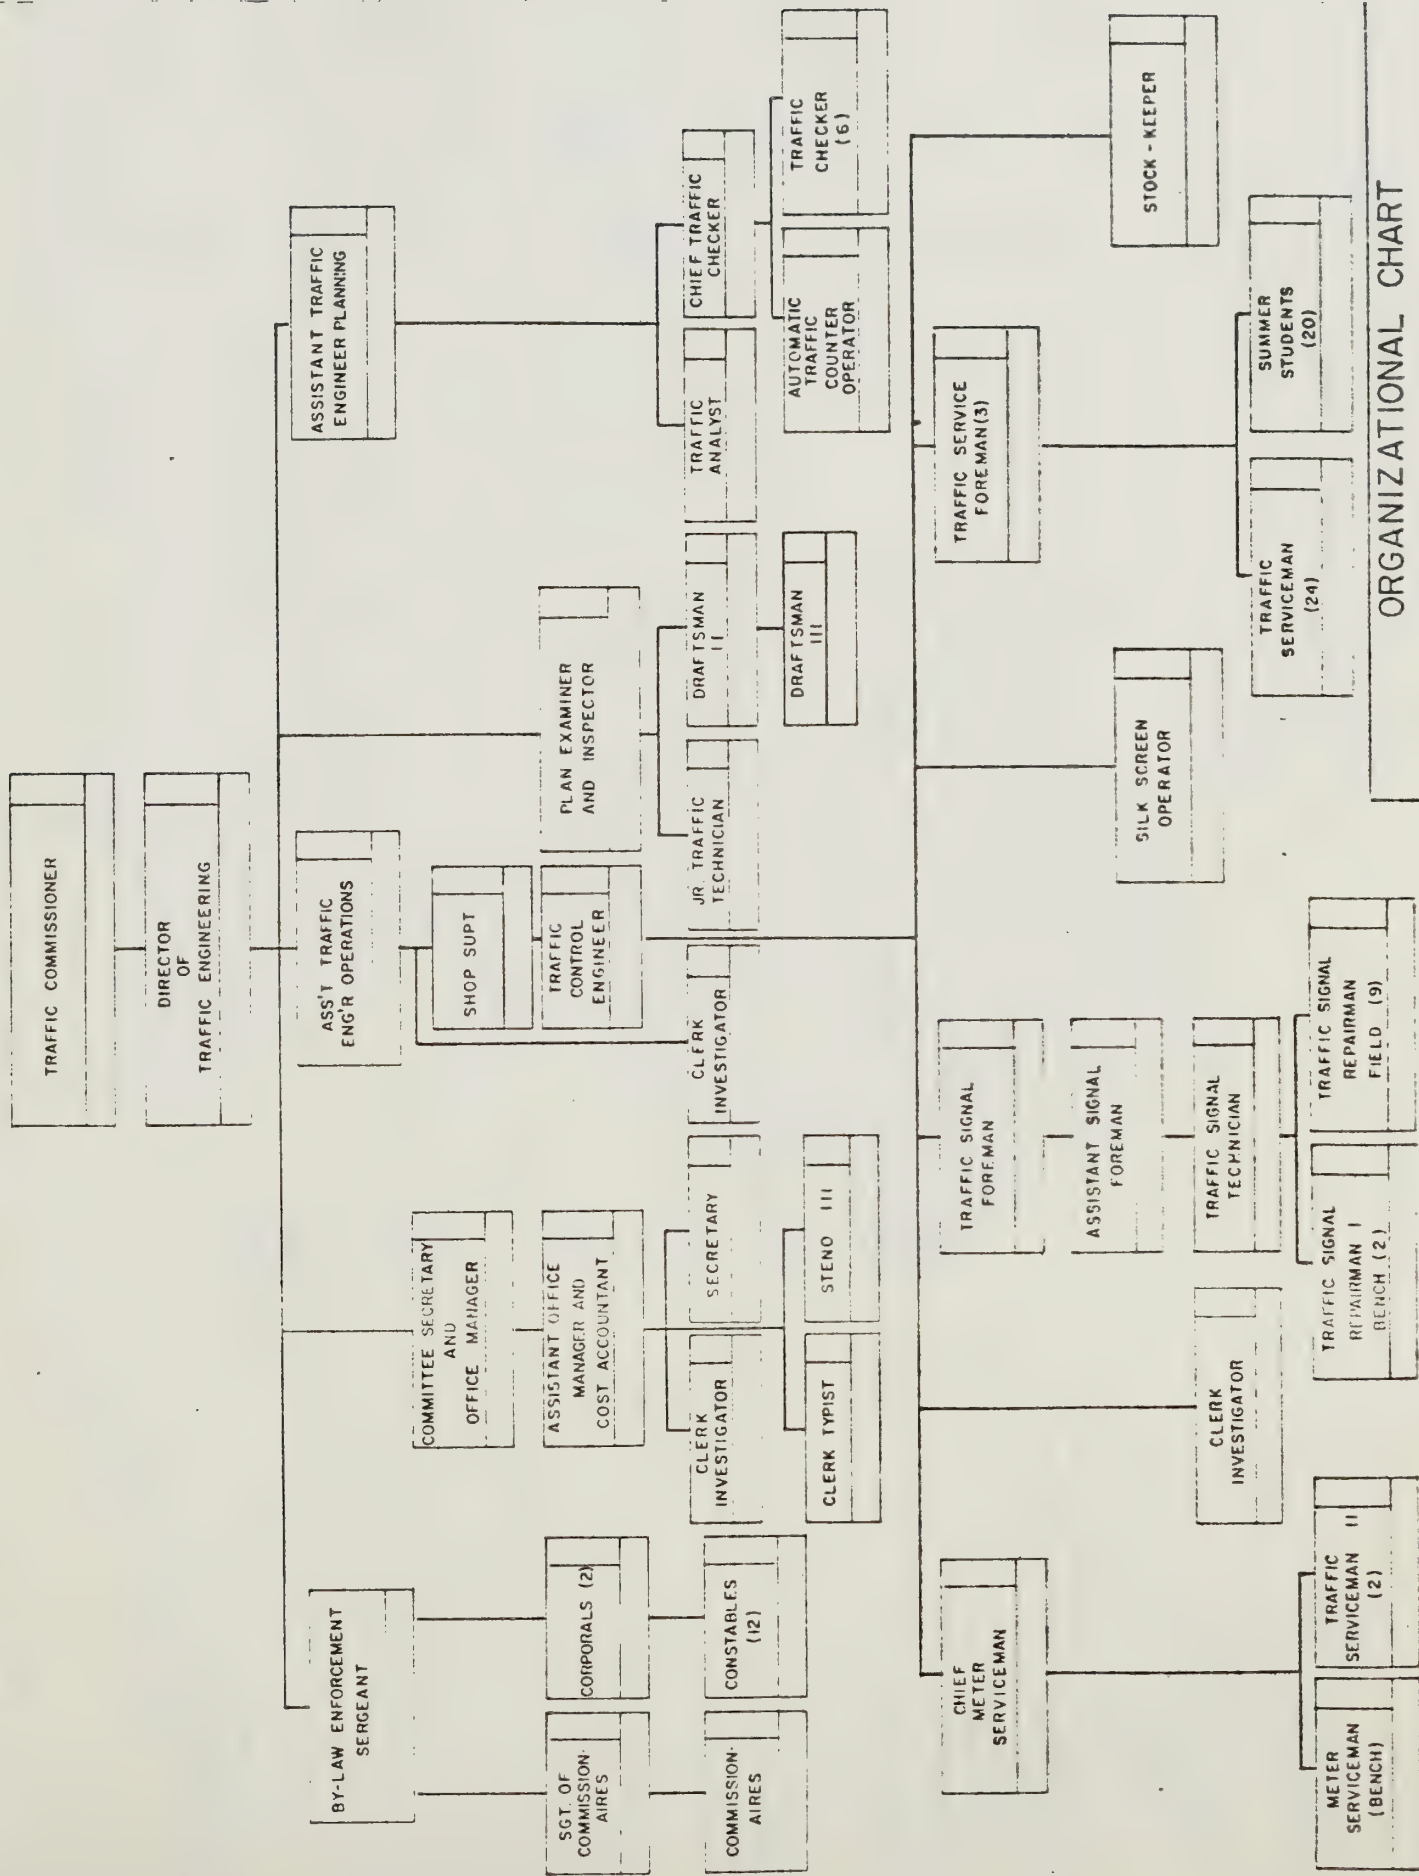 TRAFFIC COMMISSIONER
DIRECTOR
OF
TRAFFIC ENGINEERING
BY-LAW ENFORCEMENT
SERGEANT
COMMITTEE SECRETARY
AND
OFFICE MANAGER
ASS'T TRAFFIC
ENG'R OPERATIONS
ASSISTANT TRAFFIC
ENGINEER PLANNING
SHOP SUPT
SGT. OF
COMMISSION-
AIRES
CORPORALS (2)
ASSISTANT OFFICE
MANAGER AND
COST ACCOUNTANT
TRAFFIC
CONTROL
ENGINEER
PLAN EXAMINER
AND INSPECTOR
COMMISSION-
AIRES
CONSTABLES
(12)
CLERK
INVESTIGATOR
SECRETARY
CLERK
INVESTIGATOR
JR. TRAFFIC
TECHNICIAN
DRAFTSMAN
II
TRAFFIC
ANALYST
CHIEF TRAFFIC
CHECKER
CLERK TYPIST
STENO III
DRAFTSMAN
III
AUTOMATIC
TRAFFIC
COUNTER
OPERATOR
TRAFFIC
CHECKER
(6)
CHIEF
METER
SERVICEMAN
TRAFFIC SIGNAL
FOREMAN
TRAFFIC SERVICE
FOREMAN(3)
ASSISTANT SIGNAL
FOREMAN
SILK SCREEN
OPERATOR
STOCK-KEEPER
CLERK
INVESTIGATOR
TRAFFIC SIGNAL
TECHNICIAN
TRAFFIC
SERVICEMAN
(24)
SUMMER
STUDENTS
(20)
METER
SERVICEMAN
(BENCH)
TRAFFIC
SERVICEMAN II
(2)
TRAFFIC SIGNAL
REPAIRMAN I
BENCH (2)
TRAFFIC SIGNAL
REPAIRMAN
FIELD (9)
ORGANIZATIONAL CHART